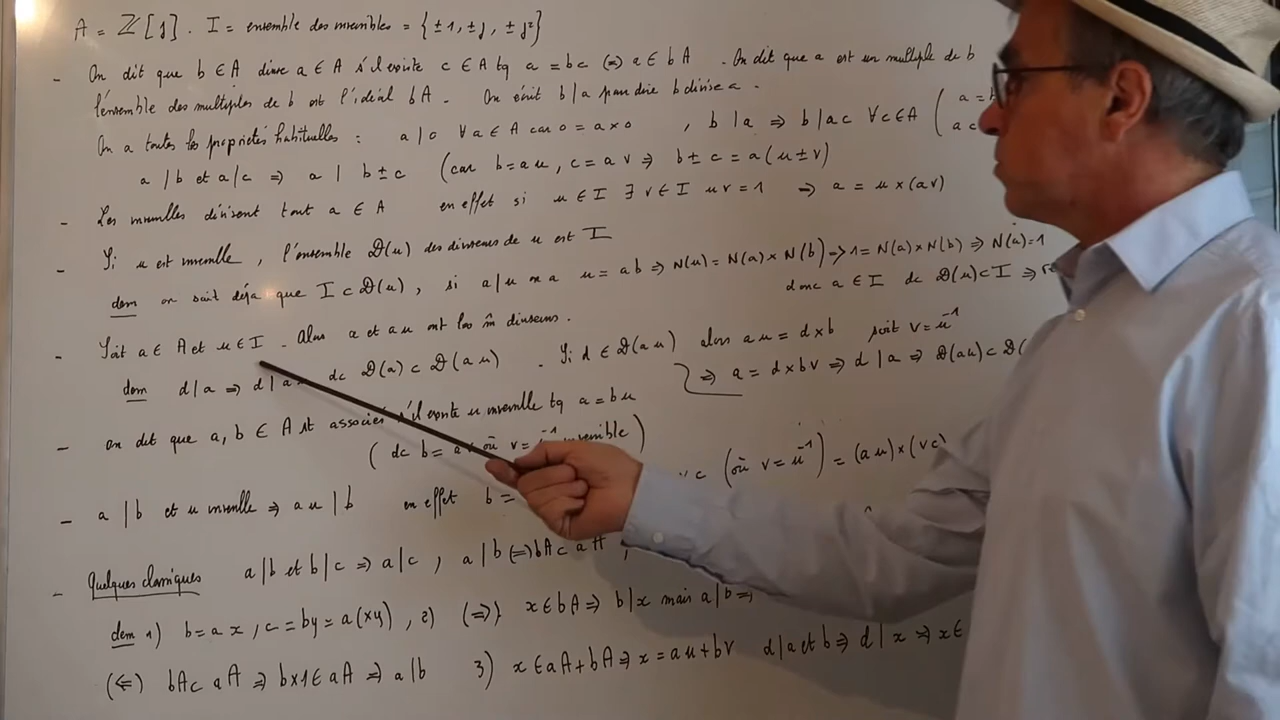 A = ℤ[j]. I = ensemble des inversibles = {±1, ±j, ±j²}
- On dit que b ∈ A divise a ∈ A s'il existe c ∈ A tq a = bc ⟺ a ∈ bA. On dit que a est un multiple de b
l'ensemble des multiples de b est l'idéal bA. On écrit b|a pour dire b divise a.
On a toutes les propriétés habituelles : a|0 ∀a ∈ A car 0 = a×0, b|a ⇒ b|ac ∀c∈A (a =
a c
a|b et a|c ⇒ a | b±c (car b=au, c=av ⇒ b±c = a(u±v)
- Les inversibles divisent tout a ∈ A en effet si u ∈ I ∃ v ∈ I uv=1 ⇒ a = u×(av)
- Si u est inversible, l'ensemble 𝒟(u) des diviseurs de u est I
dem on sait déjà que I ⊂ 𝒟(u), si a|u on a u = ab ⇒ N(u) = N(a)×N(b) ⇒ 1 = N(a)×N(b) ⇒ N(a)=1
donc a ∈ I dc 𝒟(u)⊂I ⇒
- Soit a ∈ A et u ∈ I. Alors a et au ont les m̂ diviseurs.
dem d|a ⇒ d|a dc 𝒟(a) ⊂ 𝒟(au). Si d ∈ 𝒟(au) alors au = d×b soit v=u⁻¹
⇒ a = d×bv ⇒ d|a ⇒ 𝒟(au)⊂𝒟(
- on dit que a, b ∈ A st associés s'il existe u inversible tq a = bu
(dc b = a où v = inversible)
- a|b et u inversible ⇒ au|b en effet b = v c (où v = u⁻¹) = (au)×(vc)
- Quelques classiques a|b et b|c ⇒ a|c, a|b ⟺ bA ⊂ aA,
dem 1) b=ax, c=by=a(xy), 2) (⇒) x∈bA ⇒ b|x mais a|b ⇒
(⇐) bA⊂aA ⇒ b×1∈aA ⇒ a|b 3) x∈aA+bA ⇒ x=au+bv d|a et b ⇒ d|x ⇒ x∈